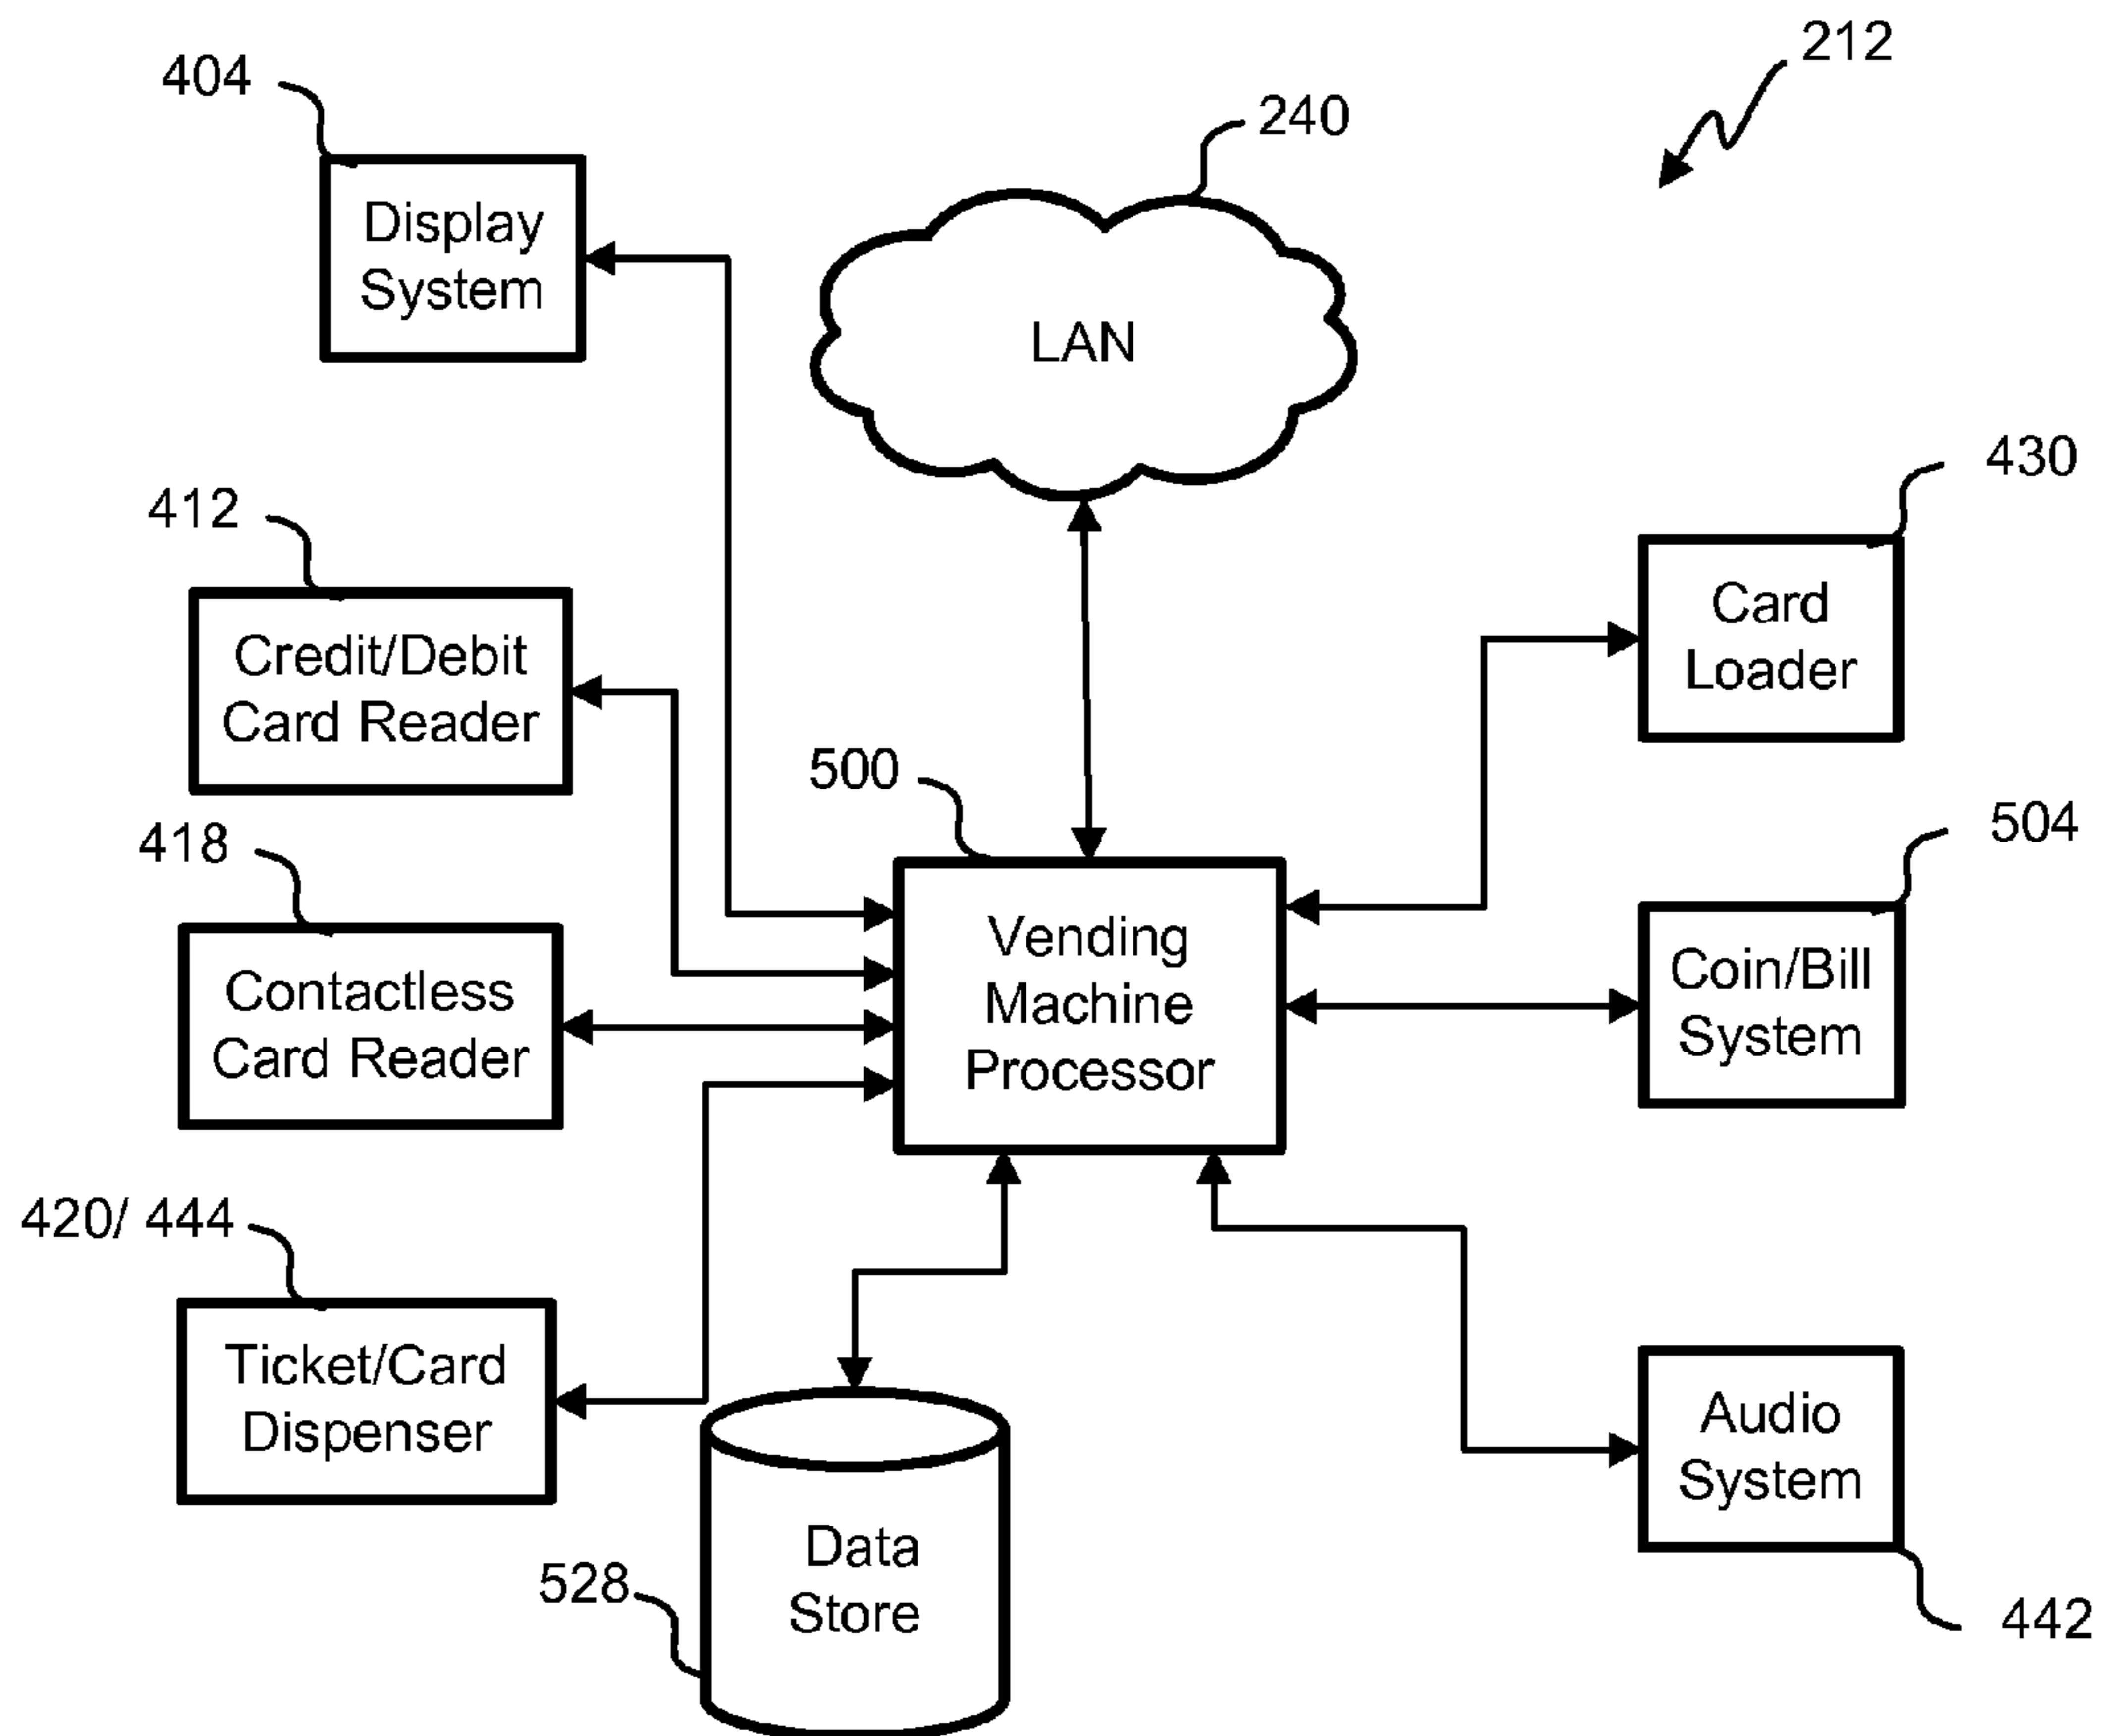 212
404
240
Display
System
LAN
430
412
Card
Loader
Credit/Debit
Card Reader
500
504
418
Vending
Machine
Processor
Coin/Bill
System
Contactless
Card Reader
420/ 444
Ticket/Card
Dispenser
Audio
System
Data
Store
528
442